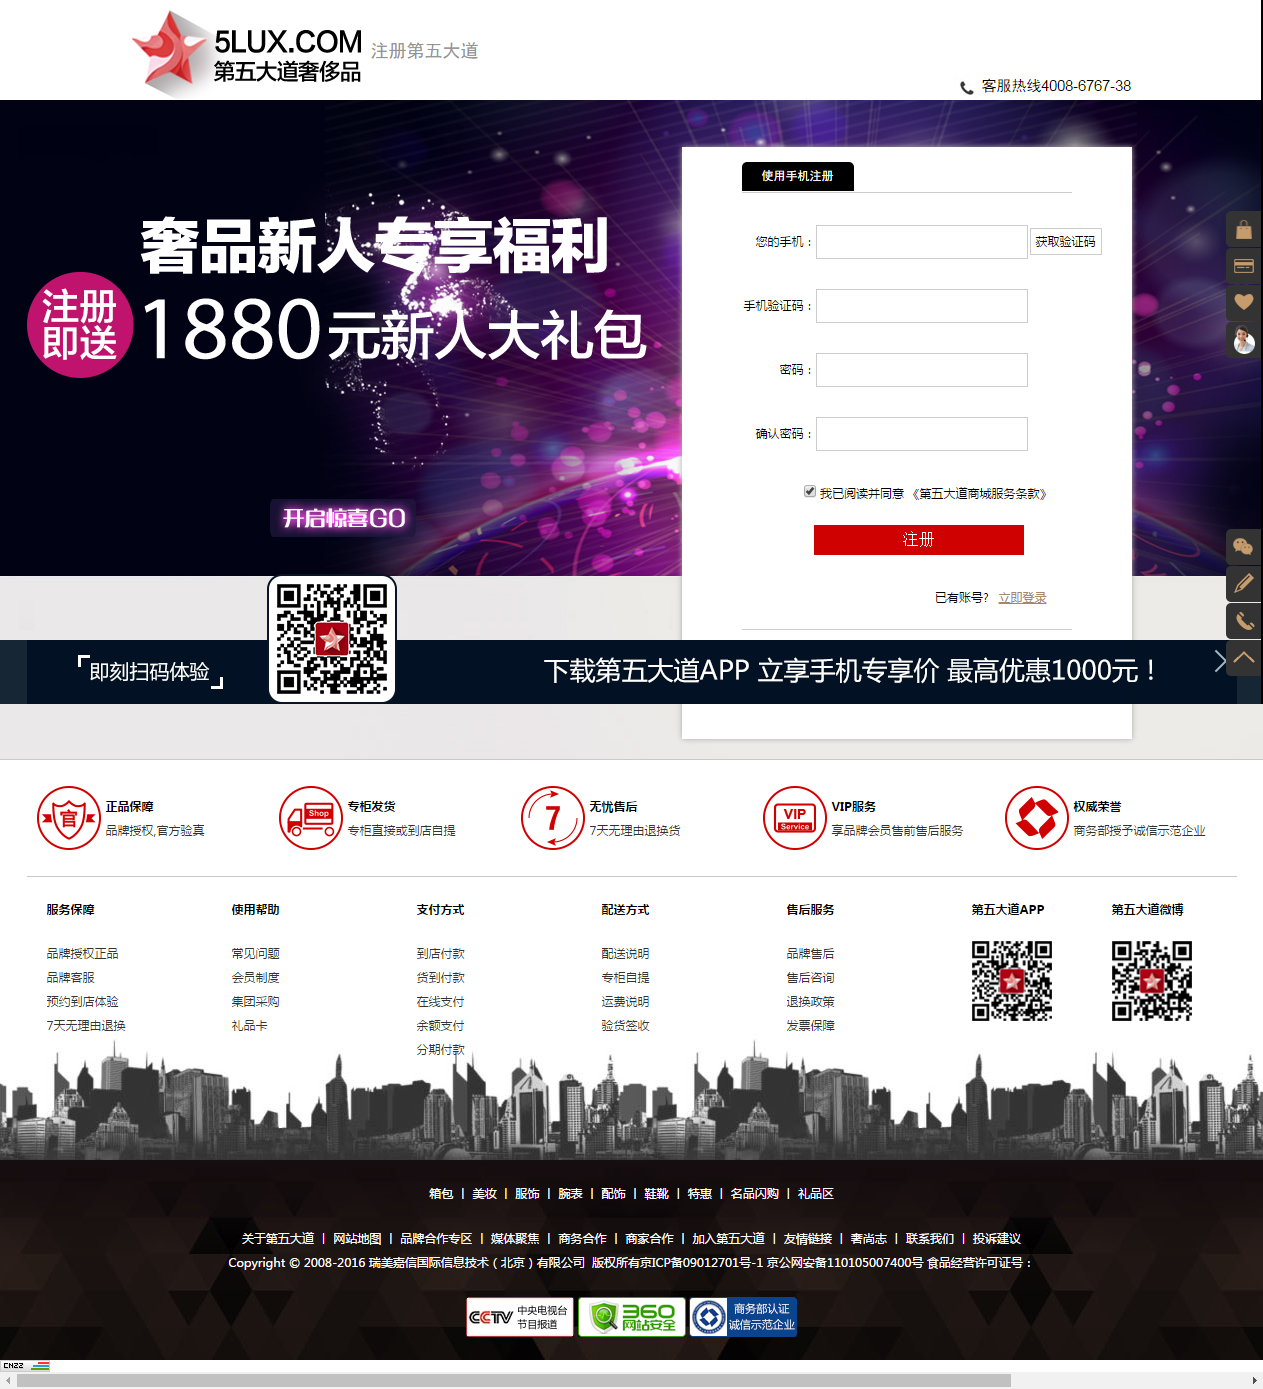 5LUX.COM
第五大道奢侈品
注册第五大道
客服热线4008-6767-38
使用手机注册
奢品新人专享福利
注册
即送
1880元新人大礼包
开启惊喜GO
您的手机：
获取验证码
手机验证码：
密码：
确认密码：
我已阅读并同意 《第五大道商城服务条款》
注册
已有账号? 立即登录
即刻扫码体验
下载第五大道APP 立享手机专享价 最高优惠1000元！
官
正品保障
品牌授权,官方验真
Shop
专柜发货
专柜直接或到店自提
7
无忧售后
7天无理由退换货
VIP
Service
VIP服务
享品牌会员售前售后服务
权威荣誉
商务部授予诚信示范企业
服务保障
品牌授权正品
品牌客服
预约到店体验
7天无理由退换
使用帮助
常见问题
会员制度
集团采购
礼品卡
支付方式
到店付款
货到付款
在线支付
余额支付
分期付款
配送方式
配送说明
专柜自提
运费说明
验货签收
售后服务
品牌售后
售后咨询
退换政策
发票保障
第五大道APP
第五大道微博
箱包 | 美妆 | 服饰 | 腕表 | 配饰 | 鞋靴 | 特惠 | 名品闪购 | 礼品区
关于第五大道 | 网站地图 | 品牌合作专区 | 媒体聚焦 | 商务合作 | 商家合作 | 加入第五大道 | 友情链接 | 奢尚志 | 联系我们 | 投诉建议
Copyright © 2008-2016 瑞美嘉信国际信息技术（北京）有限公司 版权所有京ICP备09012701号-1 京公网安备110105007400号 食品经营许可证号：
CCTV 中央电视台
节目报道
360
网站安全
商务部认证
诚信示范企业
CNZZ